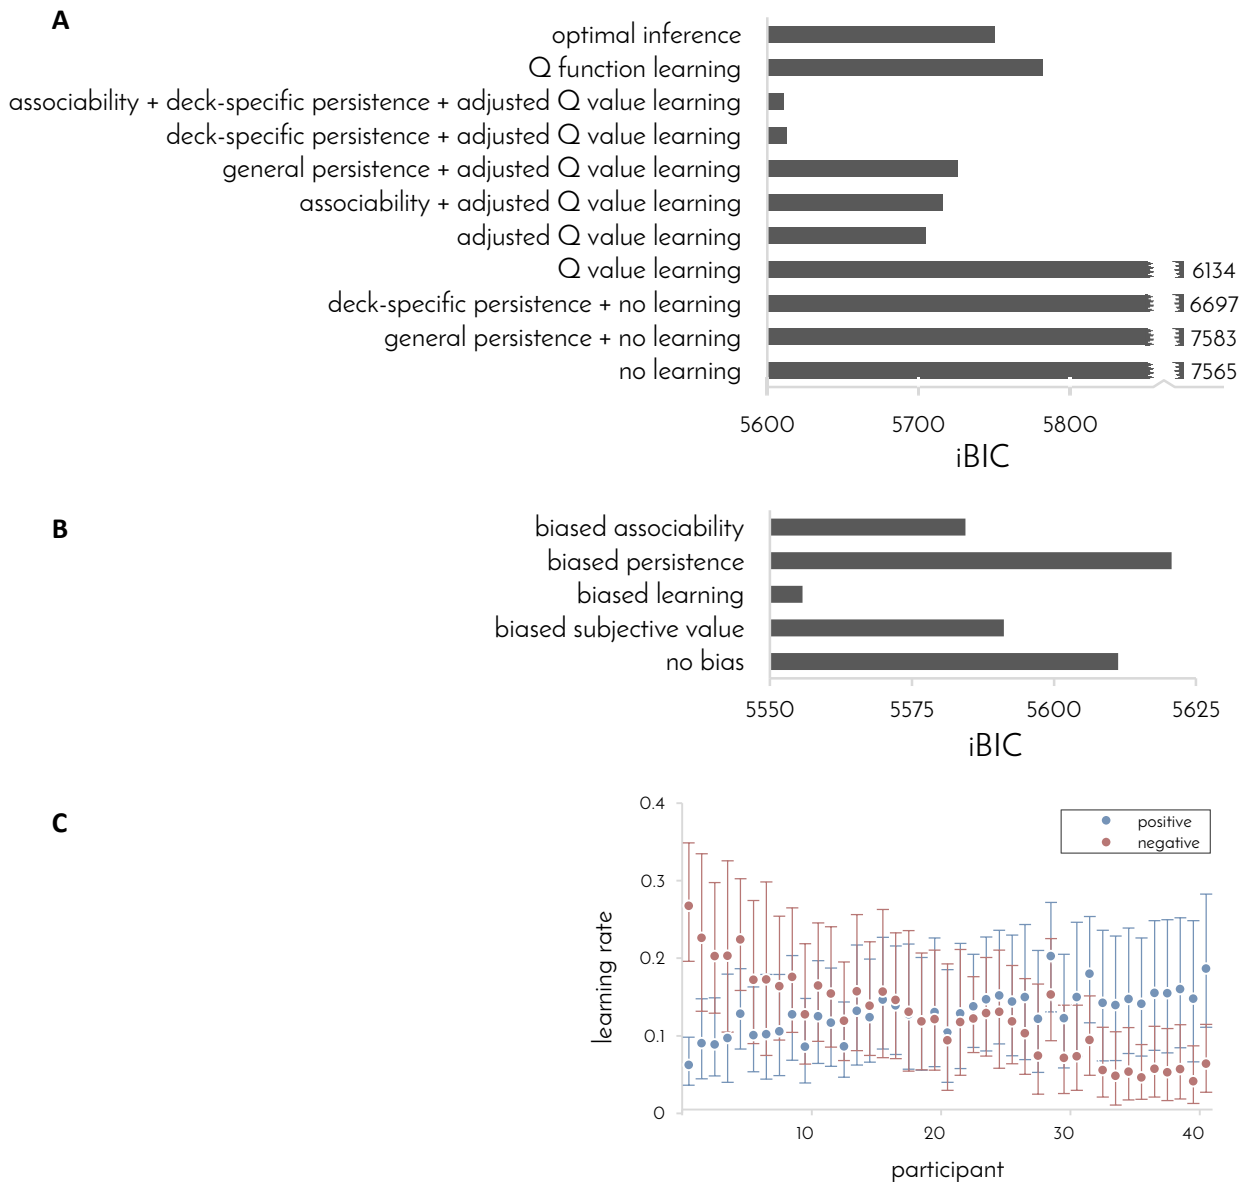 A
optimal inference
Q function learning
associability + deck-specific persistence + adjusted Q value learning
deck-specific persistence + adjusted Q value learning
general persistence + adjusted Q value learning
associability + adjusted Q value learning
adjusted Q value learning
Q value learning 6134
deck-specific persistence + no learning 6697
general persistence + no learning 7583
no learning 7565
5600 5700 5800
iBIC
B
biased associability
biased persistence
biased learning
biased subjective value
no bias
5550 5575 5600 5625
iBIC
C
0.4
positive
negative
0.3
0.2
0.1
0
learning rate
10 20 30 40
participant